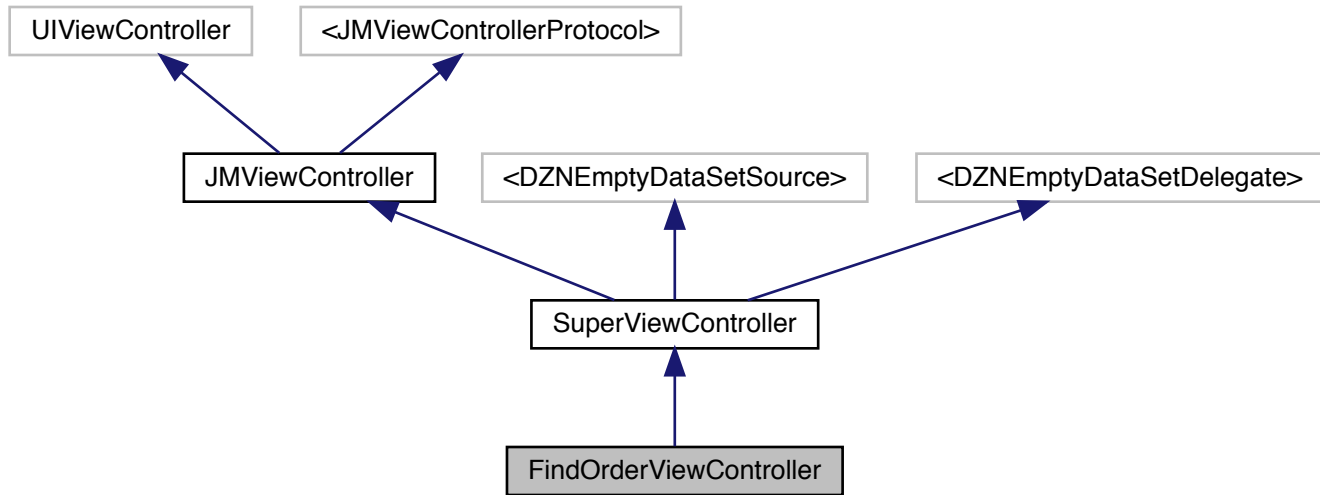 UIViewController
<JMViewControllerProtocol>
JMViewController
<DZNEmptyDataSetSource>
<DZNEmptyDataSetDelegate>
SuperViewController
FindOrderViewController